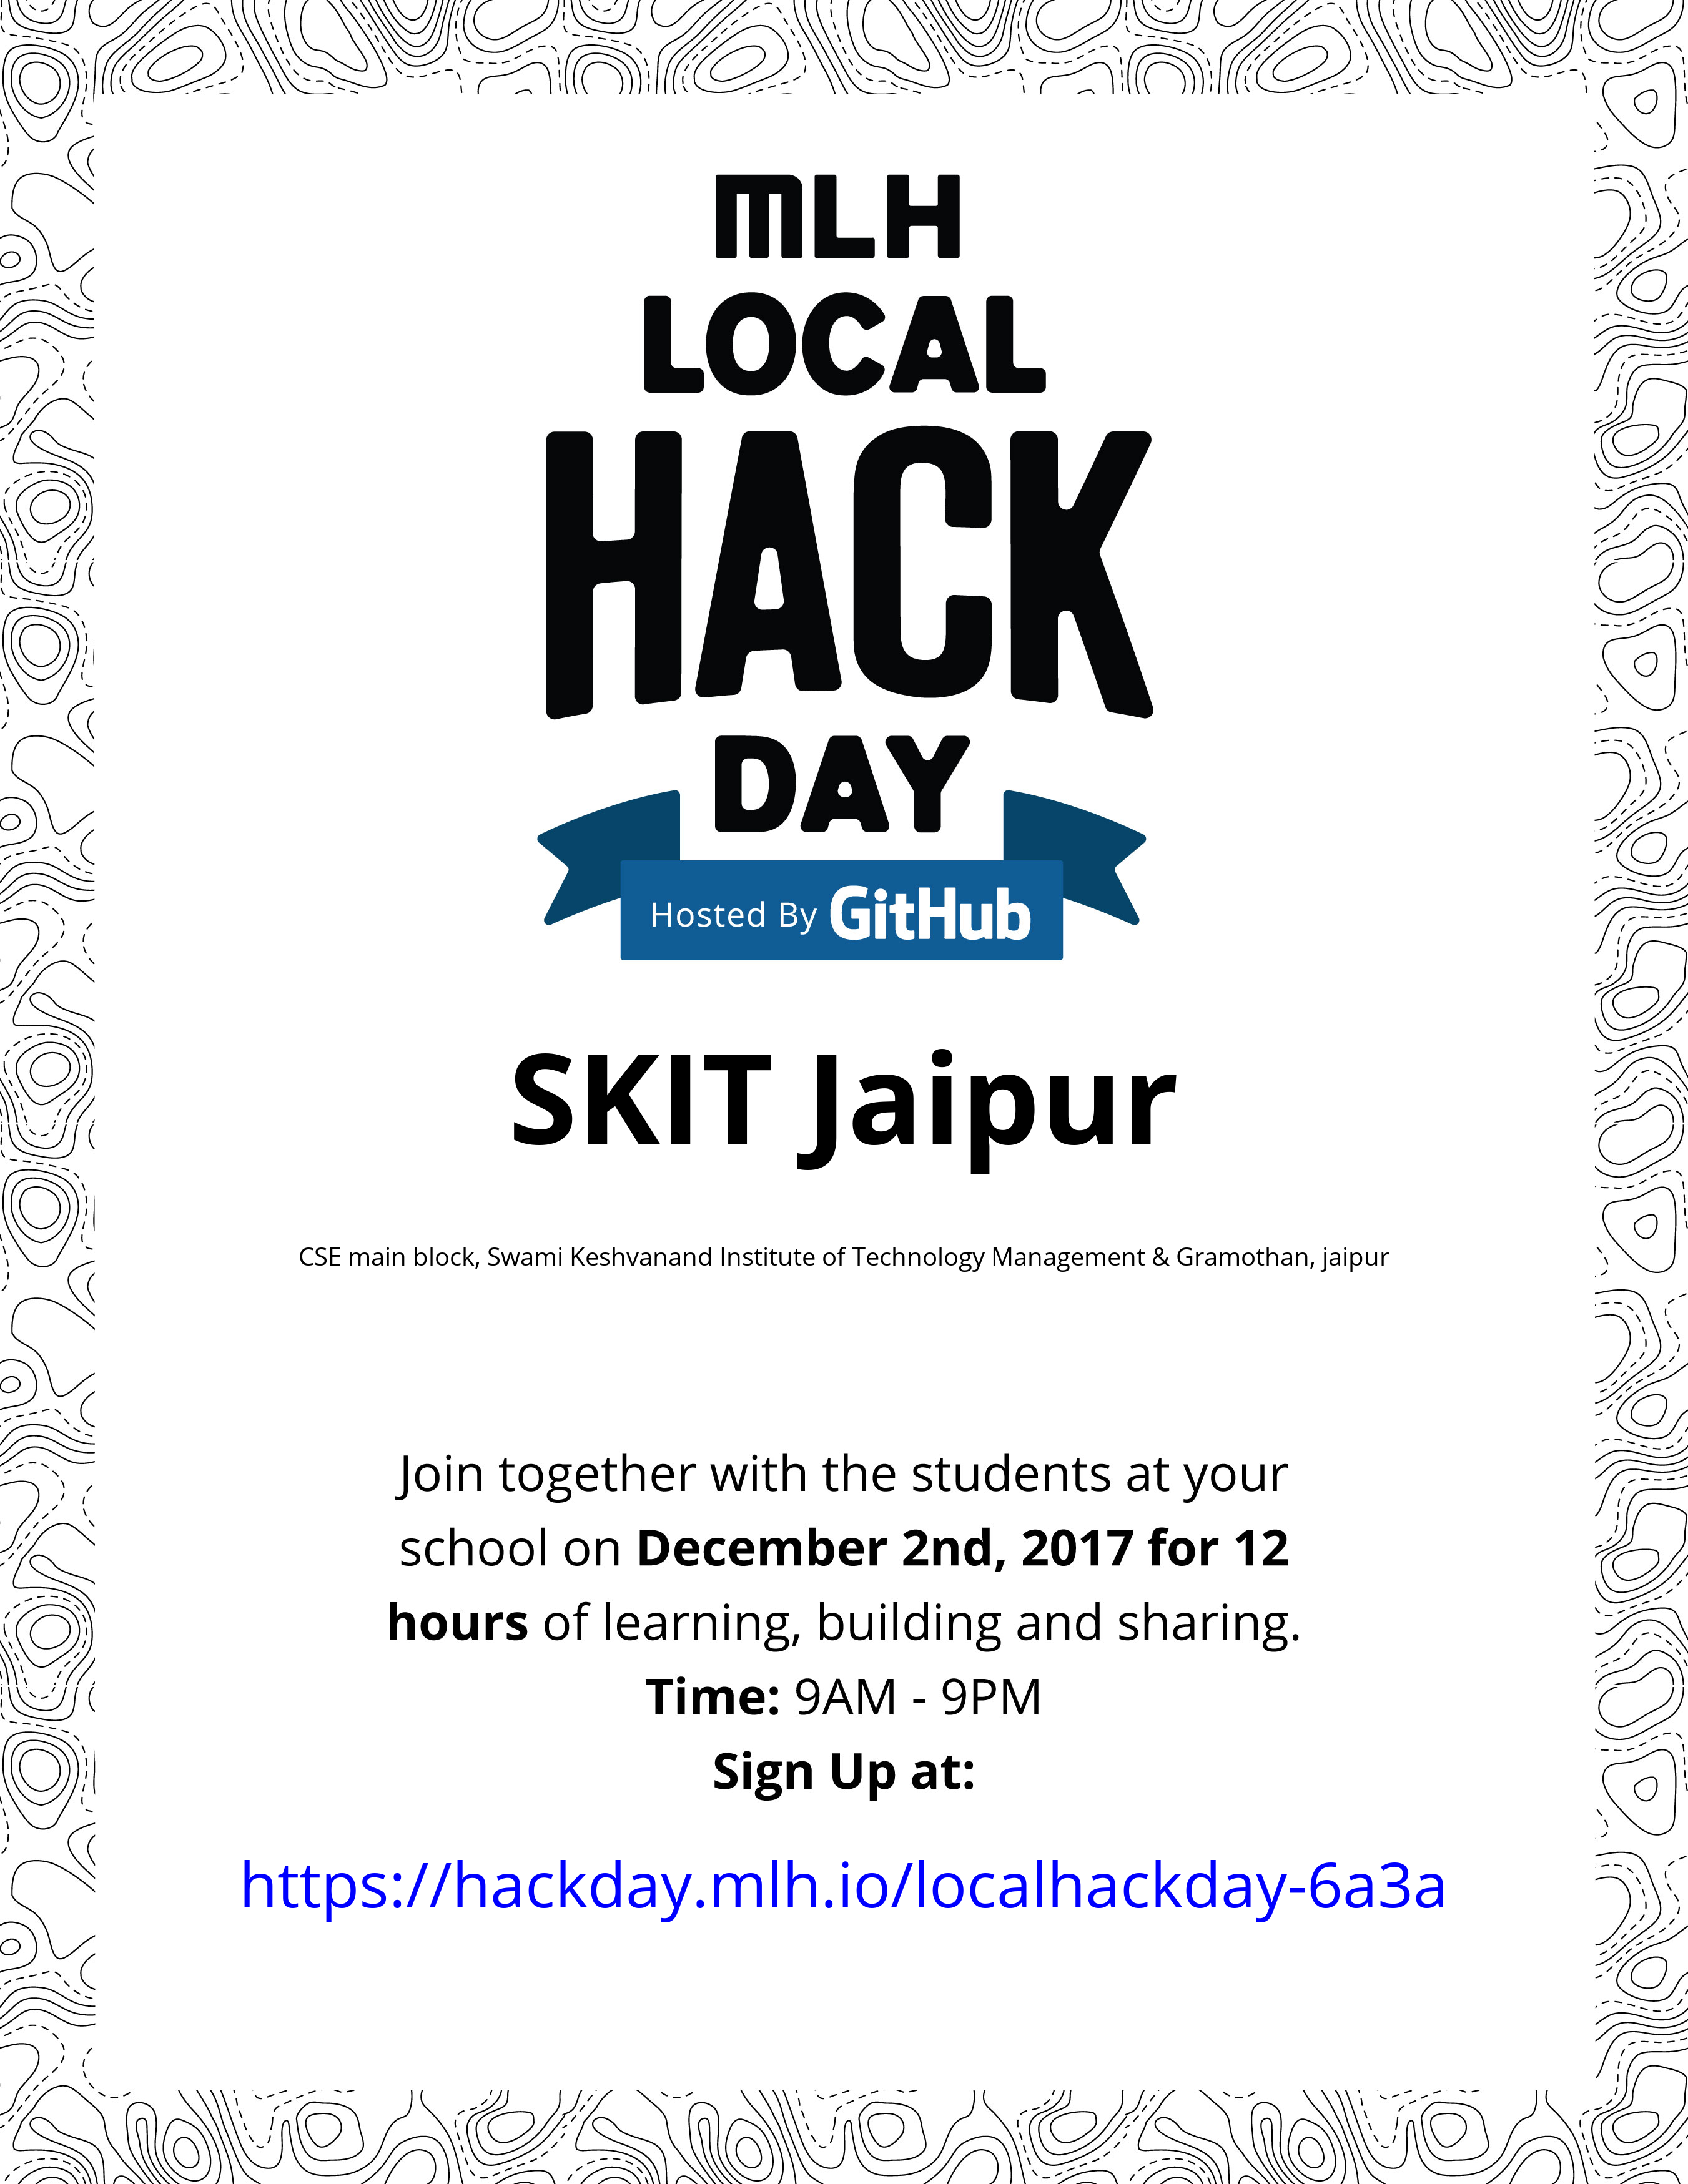 MLH
LOCAL
HACK
DAY
Hosted By GitHub
SKIT Jaipur
CSE main block, Swami Keshvanand Institute of Technology Management & Gramothan, jaipur
Join together with the students at your
school on December 2nd, 2017 for 12
hours of learning, building and sharing.
Time: 9AM - 9PM
Sign Up at:
https://hackday.mlh.io/localhackday-6a3a